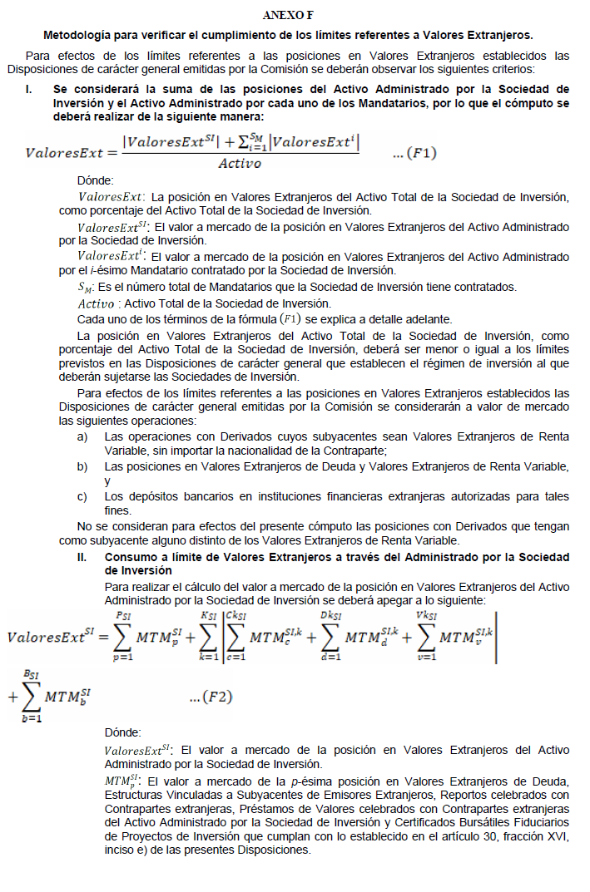 ANEXO F
Metodología para verificar el cumplimiento de los límites referentes a Valores Extranjeros.
Para efectos de los límites referentes a las posiciones en Valores Extranjeros establecidos las
Disposiciones de carácter general emitidas por la Comisión se deberán observar los siguientes criterios:
I. Se considerará la suma de las posiciones del Activo Administrado por la Sociedad de
Inversión y el Activo Administrado por cada uno de los Mandatarios, por lo que el cómputo se
deberá realizar de la siguiente manera:
ValoresExt = (|ValoresExt^{SI}| + ∑_{i=1}^{S_M} |ValoresExt^i|) / Activo ... (F1)
Dónde:
ValoresExt: La posición en Valores Extranjeros del Activo Total de la Sociedad de Inversión,
como porcentaje del Activo Total de la Sociedad de Inversión.
ValoresExt^{SI}: El valor a mercado de la posición en Valores Extranjeros del Activo Administrado
por la Sociedad de Inversión.
ValoresExt^i: El valor a mercado de la posición en Valores Extranjeros del Activo Administrado
por el i-ésimo Mandatario contratado por la Sociedad de Inversión.
S_M: Es el número total de Mandatarios que la Sociedad de Inversión tiene contratados.
Activo : Activo Total de la Sociedad de Inversión.
Cada uno de los términos de la fórmula (F1) se explica a detalle adelante.
La posición en Valores Extranjeros del Activo Total de la Sociedad de Inversión, como
porcentaje del Activo Total de la Sociedad de Inversión, deberá ser menor o igual a los límites
previstos en las Disposiciones de carácter general que establecen el régimen de inversión al que
deberán sujetarse las Sociedades de Inversión.
Para efectos de los límites referentes a las posiciones en Valores Extranjeros establecidos las
Disposiciones de carácter general emitidas por la Comisión se considerarán a valor de mercado
las siguientes operaciones:
a) Las operaciones con Derivados cuyos subyacentes sean Valores Extranjeros de Renta
Variable, sin importar la nacionalidad de la Contraparte;
b) Las posiciones en Valores Extranjeros de Deuda y Valores Extranjeros de Renta Variable,
y
c) Los depósitos bancarios en instituciones financieras extranjeras autorizadas para tales
fines.
No se consideran para efectos del presente cómputo las posiciones con Derivados que tengan
como subyacente alguno distinto de los Valores Extranjeros de Renta Variable.
II. Consumo a límite de Valores Extranjeros a través del Administrado por la Sociedad
de Inversión
Para realizar el cálculo del valor a mercado de la posición en Valores Extranjeros del Activo
Administrado por la Sociedad de Inversión se deberá apegar a lo siguiente:
ValoresExt^{SI} = ∑_{p=1}^{P_{SI}} MTM_p^{SI} + ∑_{k=1}^{K_{SI}} |∑_{c=1}^{Ck_{SI}} MTM_c^{SI,k} + ∑_{d=1}^{Dk_{SI}} MTM_d^{SI,k} + ∑_{v=1}^{Vk_{SI}} MTM_v^{SI,k}|
+ ∑_{b=1}^{B_{SI}} MTM_b^{SI} ... (F2)
Dónde:
ValoresExt^{SI}: El valor a mercado de la posición en Valores Extranjeros del Activo
Administrado por la Sociedad de Inversión.
MTM_p^{SI}: El valor a mercado de la p-ésima posición en Valores Extranjeros de Deuda,
Estructuras Vinculadas a Subyacentes de Emisores Extranjeros, Reportos celebrados con
Contrapartes extranjeras, Préstamos de Valores celebrados con Contrapartes extranjeras
del Activo Administrado por la Sociedad de Inversión y Certificados Bursátiles Fiduciarios
de Proyectos de Inversión que cumplan con lo establecido en el artículo 30, fracción XVI,
inciso e) de las presentes Disposiciones.